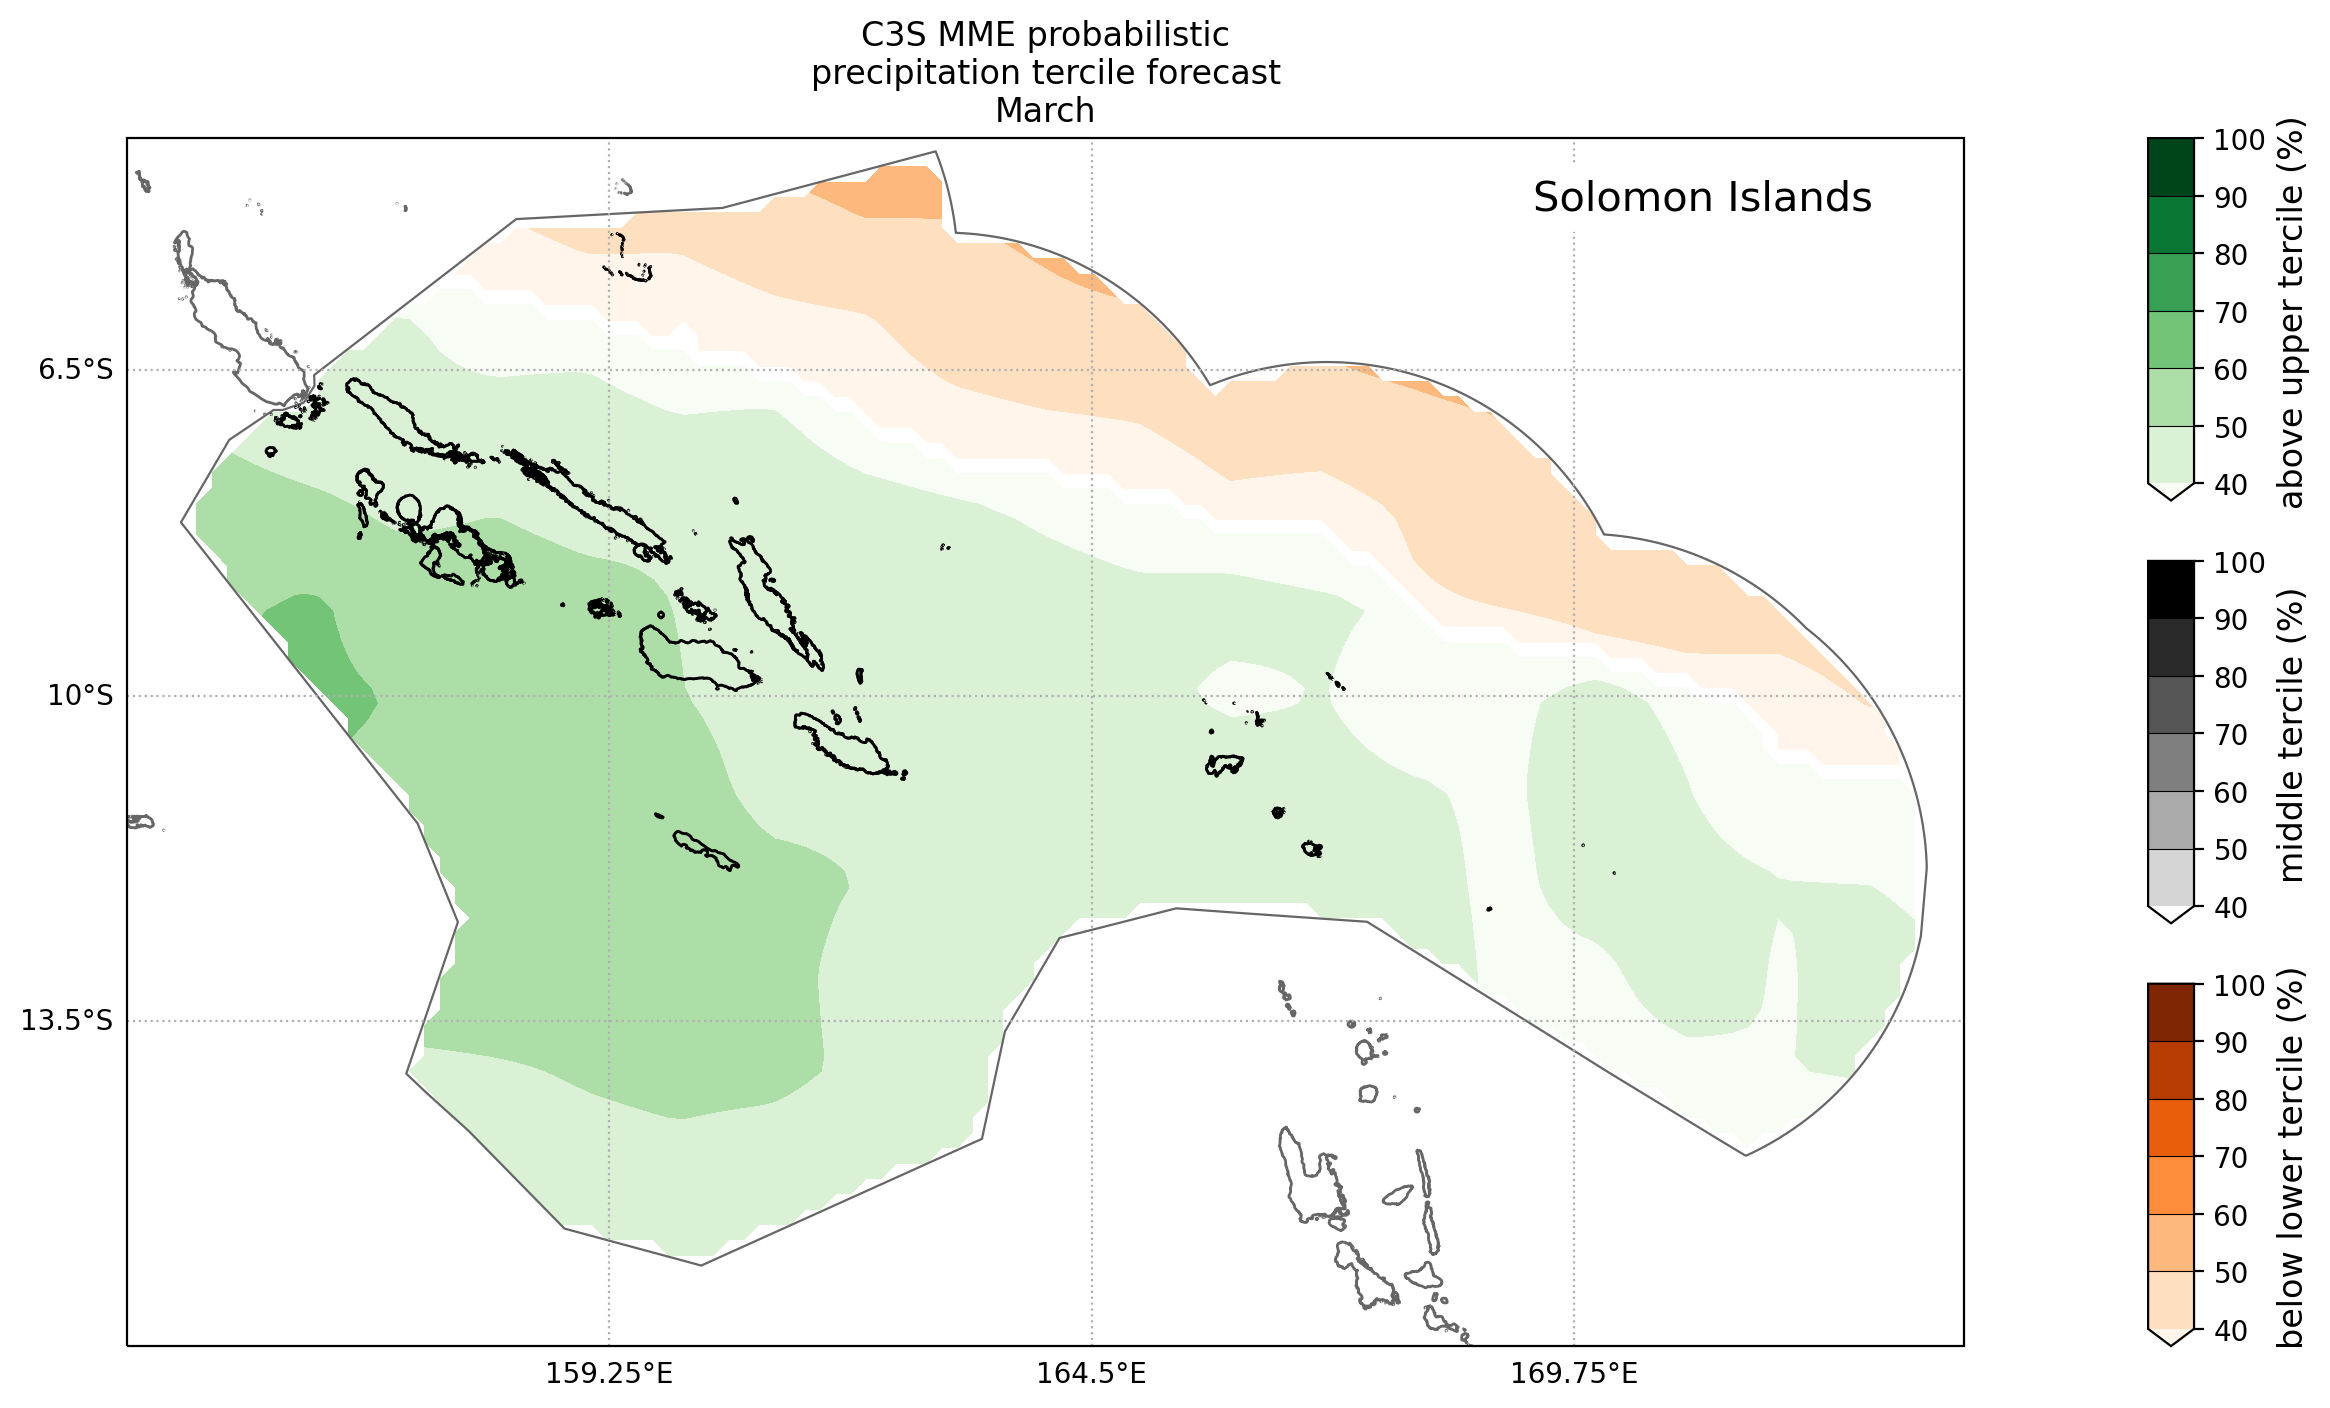 C3S MME probabilistic
precipitation tercile forecast
March
Solomon Islands
6.5°S
10°S
13.5°S
159.25°E
164.5°E
169.75°E
100
90
80
70
60
50
40
above upper tercile (%)
100
90
80
70
60
50
40
middle tercile (%)
100
90
80
70
60
50
40
below lower tercile (%)